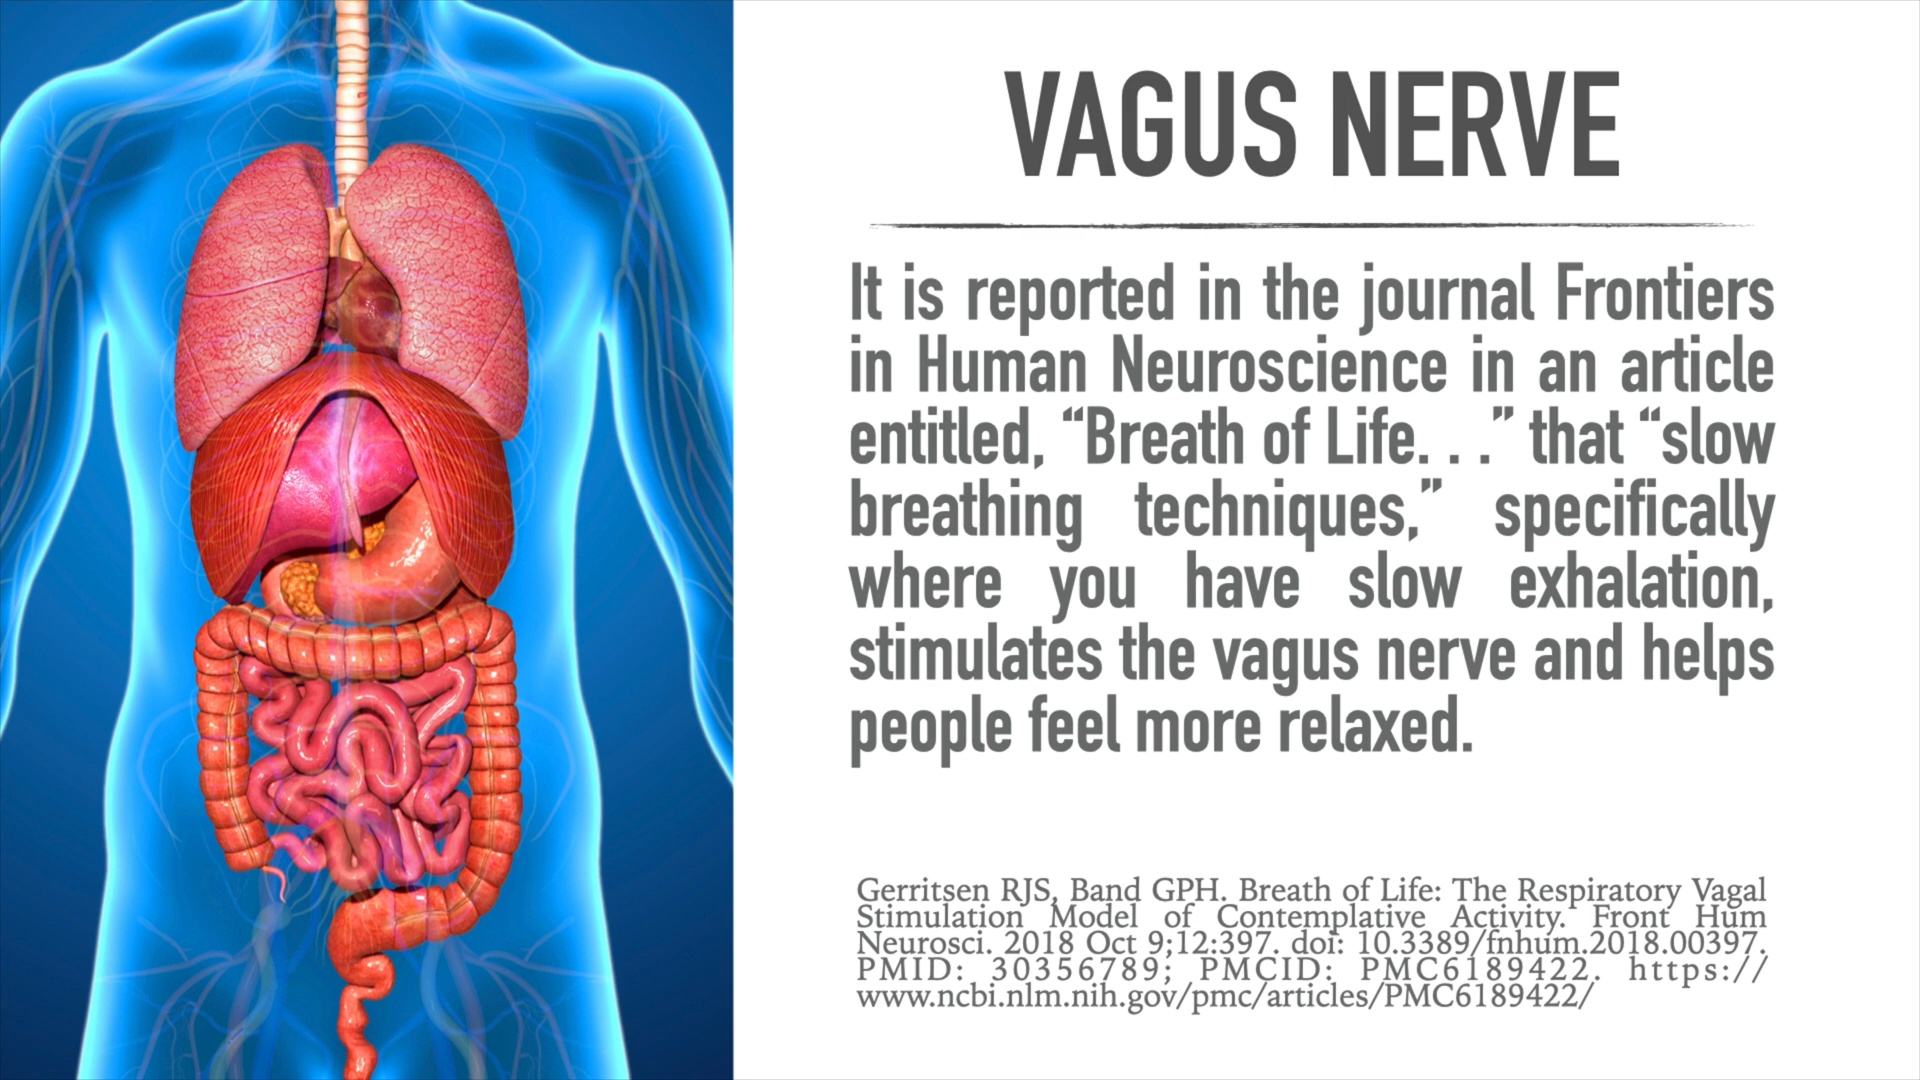 VAGUS NERVE
It is reported in the journal Frontiers
in Human Neuroscience in an article
entitled, “Breath of Life. . .” that “slow
breathing techniques,” specifically
where you have slow exhalation,
stimulates the vagus nerve and helps
people feel more relaxed.
Gerritsen RJS, Band GPH. Breath of Life: The Respiratory Vagal
Stimulation Model of Contemplative Activity. Front Hum
Neurosci. 2018 Oct 9;12:397. doi: 10.3389/fnhum.2018.00397.
PMID: 30356789; PMCID: PMC6189422. https://
www.ncbi.nlm.nih.gov/pmc/articles/PMC6189422/